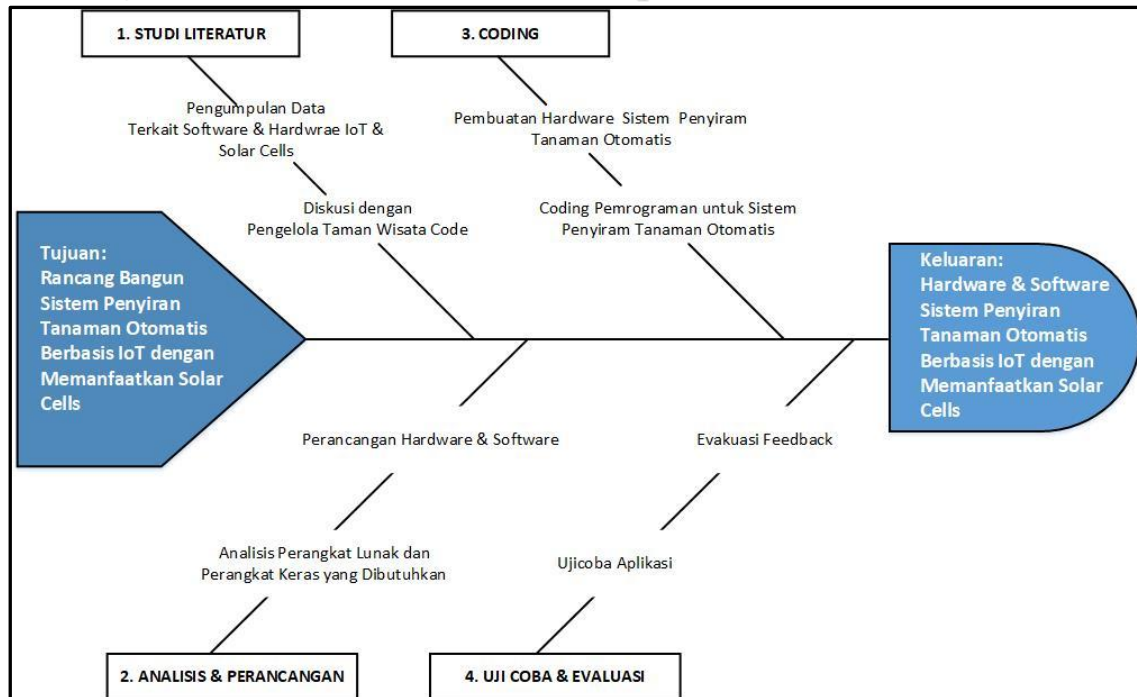 1. STUDI LITERATUR
3. CODING
Pengumpulan Data
Terkait Software & Hardwrae IoT &
Solar Cells
Pembuatan Hardware Sistem Penyiram
Tanaman Otomatis
Diskusi dengan
Pengelola Taman Wisata Code
Coding Pemrograman untuk Sistem
Penyiram Tanaman Otomatis
Tujuan:
Rancang Bangun
Sistem Penyiran
Tanaman Otomatis
Berbasis IoT dengan
Memanfaatkan Solar
Cells
Keluaran:
Hardware & Software
Sistem Penyiran
Tanaman Otomatis
Berbasis IoT dengan
Memanfaatkan Solar
Cells
Perancangan Hardware & Software
Evakuasi Feedback
Analisis Perangkat Lunak dan
Perangkat Keras yang Dibutuhkan
Ujicoba Aplikasi
2. ANALISIS & PERANCANGAN
4. UJI COBA & EVALUASI